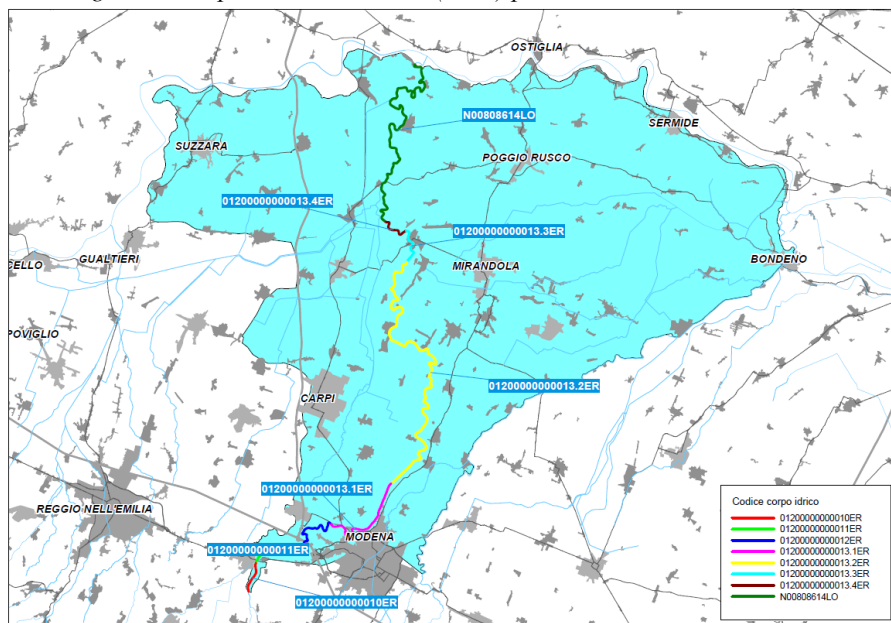 OSTIGLIA
N00808614LO
SERMIDE
SUZZARA
POGGIO RUSCO
01200000000013.4ER
01200000000013.3ER
CELLO
GUALTIERI
MIRANDOLA
BONDENO
POVIGLIO
01200000000013.2ER
CARPI
01200000000013.1ER
REGGIO NELL'EMILIA
MODENA
01200000000011ER
01200000000010ER
Codice corpo idrico
01200000000010ER
01200000000011ER
01200000000012ER
01200000000013.1ER
01200000000013.2ER
01200000000013.3ER
01200000000013.4ER
N00808614LO